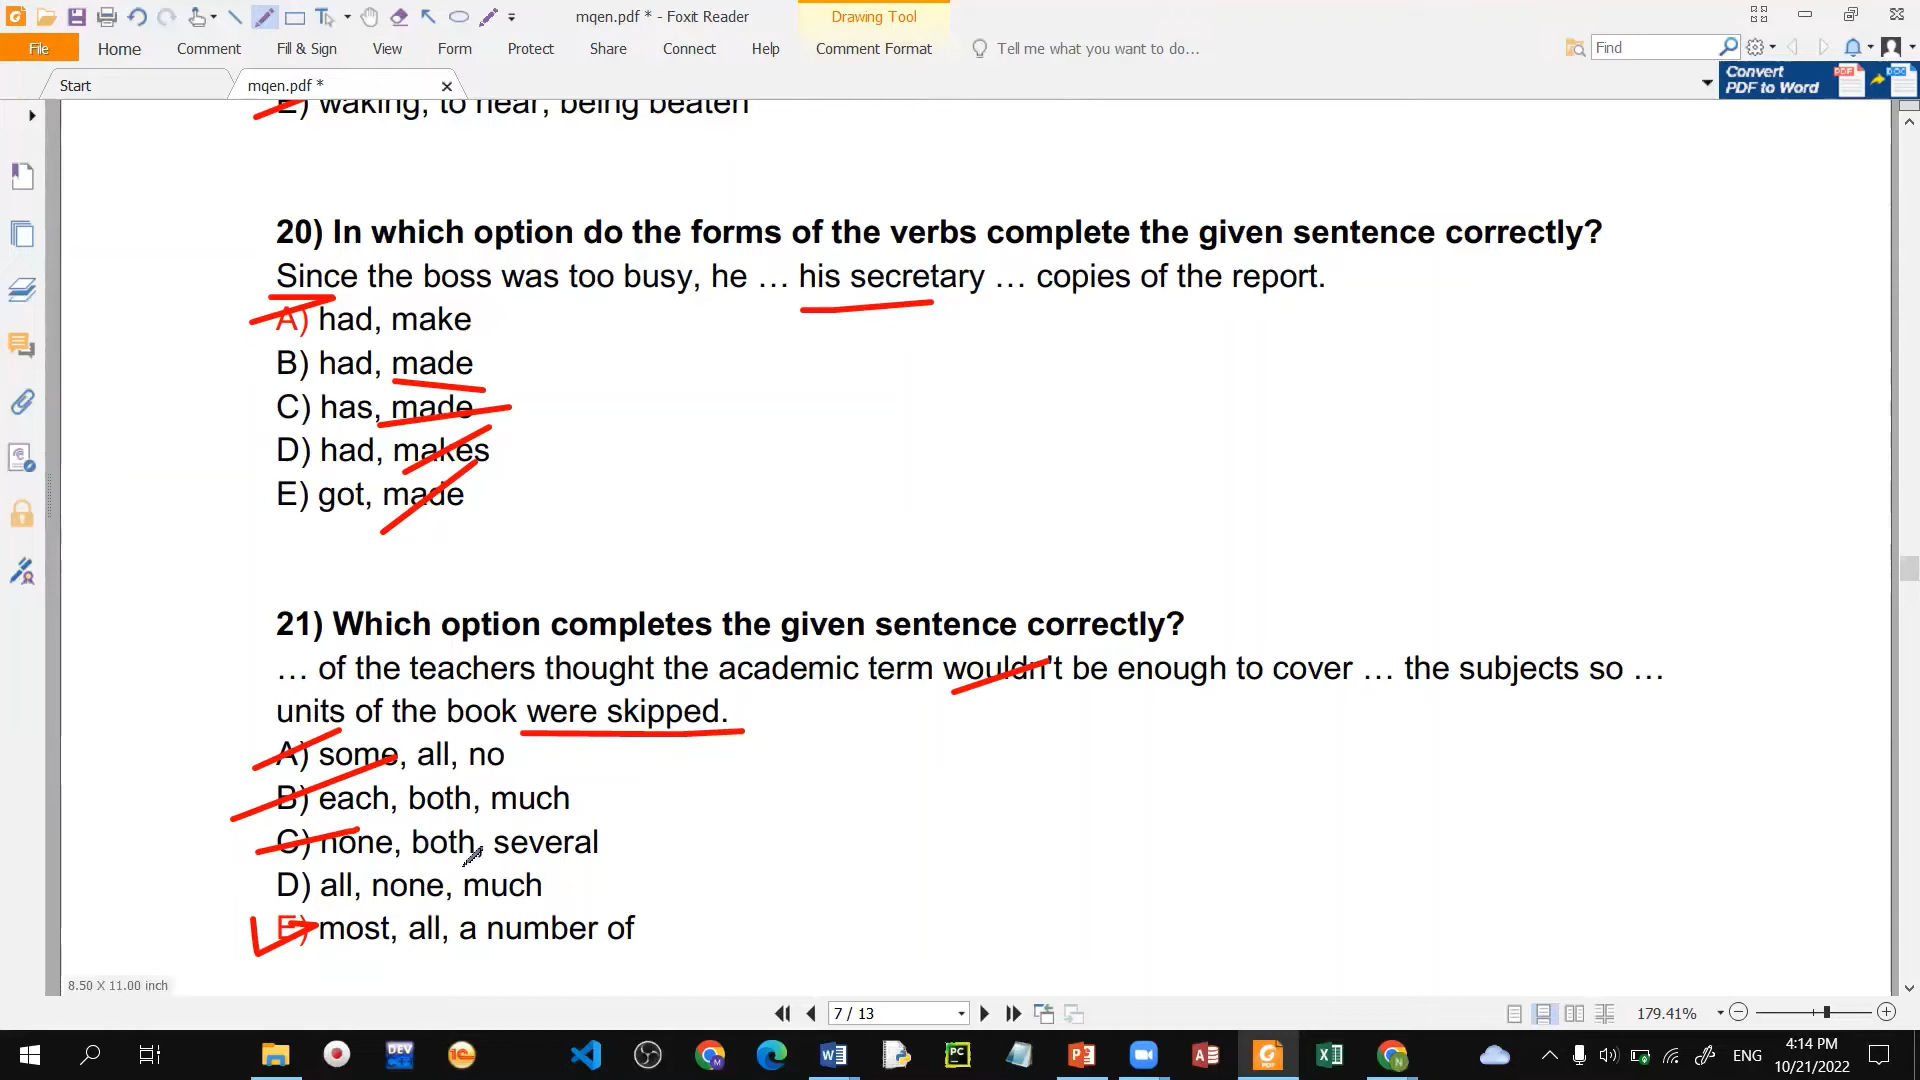 mqen.pdf * - Foxit Reader
Drawing Tool
File
Home
Comment
Fill & Sign
View
Form
Protect
Share
Connect
Help
Comment Format
Tell me what you want to do...
Find
Start
mqen.pdf *
Convert
PDF to Word
E) waking, to hear, being beaten
20) In which option do the forms of the verbs complete the given sentence correctly?
Since the boss was too busy, he … his secretary … copies of the report.
A) had, make
B) had, made
C) has, made
D) had, makes
E) got, made
21) Which option completes the given sentence correctly?
… of the teachers thought the academic term wouldn't be enough to cover … the subjects so …
units of the book were skipped.
A) some, all, no
B) each, both, much
C) none, both, several
D) all, none, much
E) most, all, a number of
8.50 X 11.00 inch
7 / 13
179.41%
ENG
4:14 PM
10/21/2022